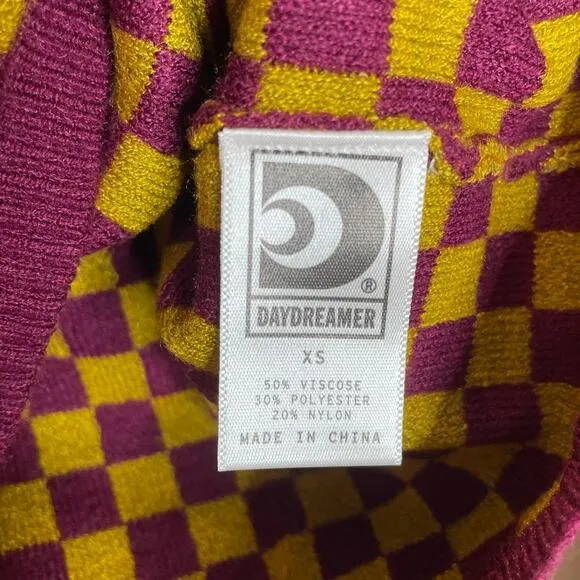 ®
DAYDREAMER
XS
50% VISCOSE
30% POLYESTER
20% NYLON
MADE IN CHINA